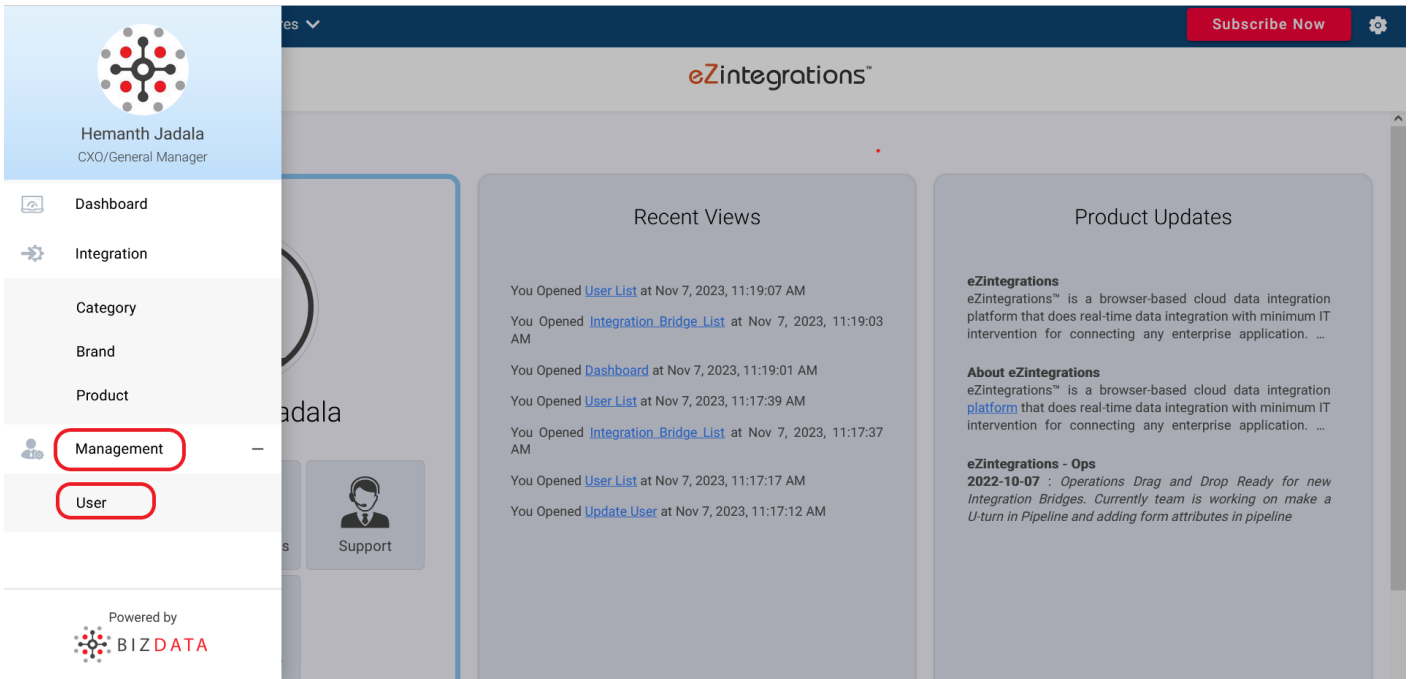 res
Subscribe Now
eZintegrations™
Hemanth Jadala
CXO/General Manager
Dashboard
Integration
Category
Brand
Product
Management
User
Powered by
BIZDATA
adala
s
Support
Recent Views
You Opened User List at Nov 7, 2023, 11:19:07 AM
You Opened Integration Bridge List at Nov 7, 2023, 11:19:03
AM
You Opened Dashboard at Nov 7, 2023, 11:19:01 AM
You Opened User List at Nov 7, 2023, 11:17:39 AM
You Opened Integration Bridge List at Nov 7, 2023, 11:17:37
AM
You Opened User List at Nov 7, 2023, 11:17:17 AM
You Opened Update User at Nov 7, 2023, 11:17:12 AM
Product Updates
eZintegrations
eZintegrations™ is a browser-based cloud data integration
platform that does real-time data integration with minimum IT
intervention for connecting any enterprise application. ...
About eZintegrations
eZintegrations™ is a browser-based cloud data integration
platform that does real-time data integration with minimum IT
intervention for connecting any enterprise application. ...
eZintegrations - Ops
2022-10-07 : Operations Drag and Drop Ready for new
Integration Bridges. Currently team is working on make a
U-turn in Pipeline and adding form attributes in pipeline